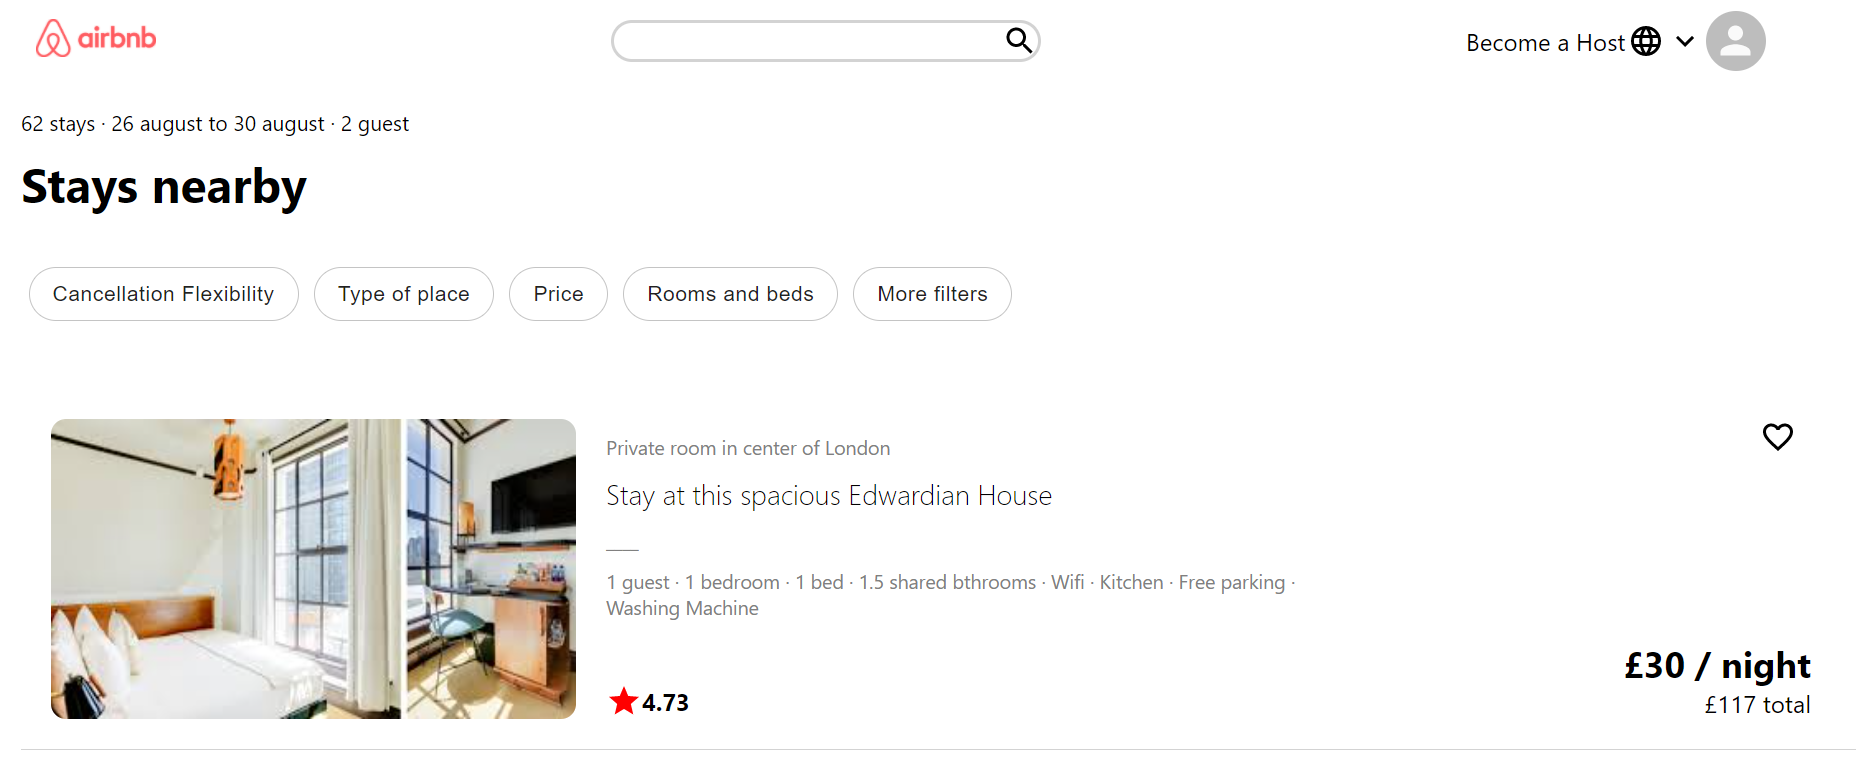 airbnb
Become a Host
62 stays · 26 august to 30 august · 2 guest
Stays nearby
Cancellation Flexibility
Type of place
Price
Rooms and beds
More filters
Private room in center of London
Stay at this spacious Edwardian House
1 guest · 1 bedroom · 1 bed · 1.5 shared bthrooms · Wifi · Kitchen · Free parking ·
Washing Machine
4.73
£30 / night
£117 total